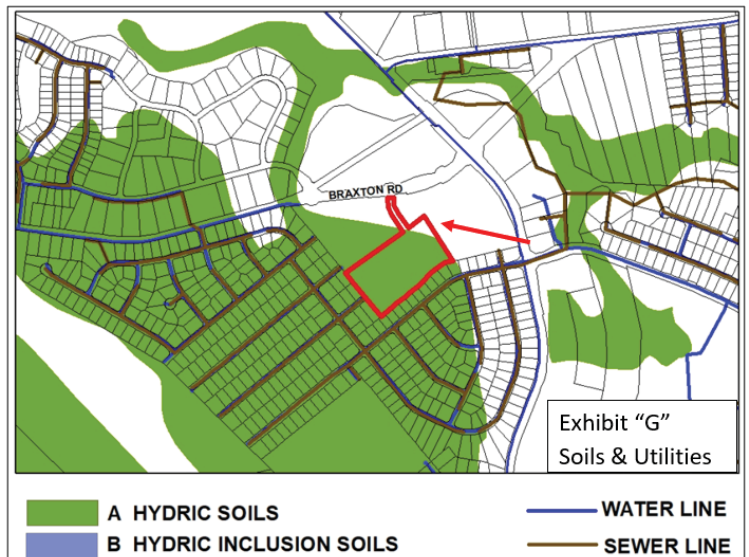 BRAXTON RD
Exhibit “G”
Soils & Utilities
A HYDRIC SOILS
WATER LINE
B HYDRIC INCLUSION SOILS
SEWER LINE